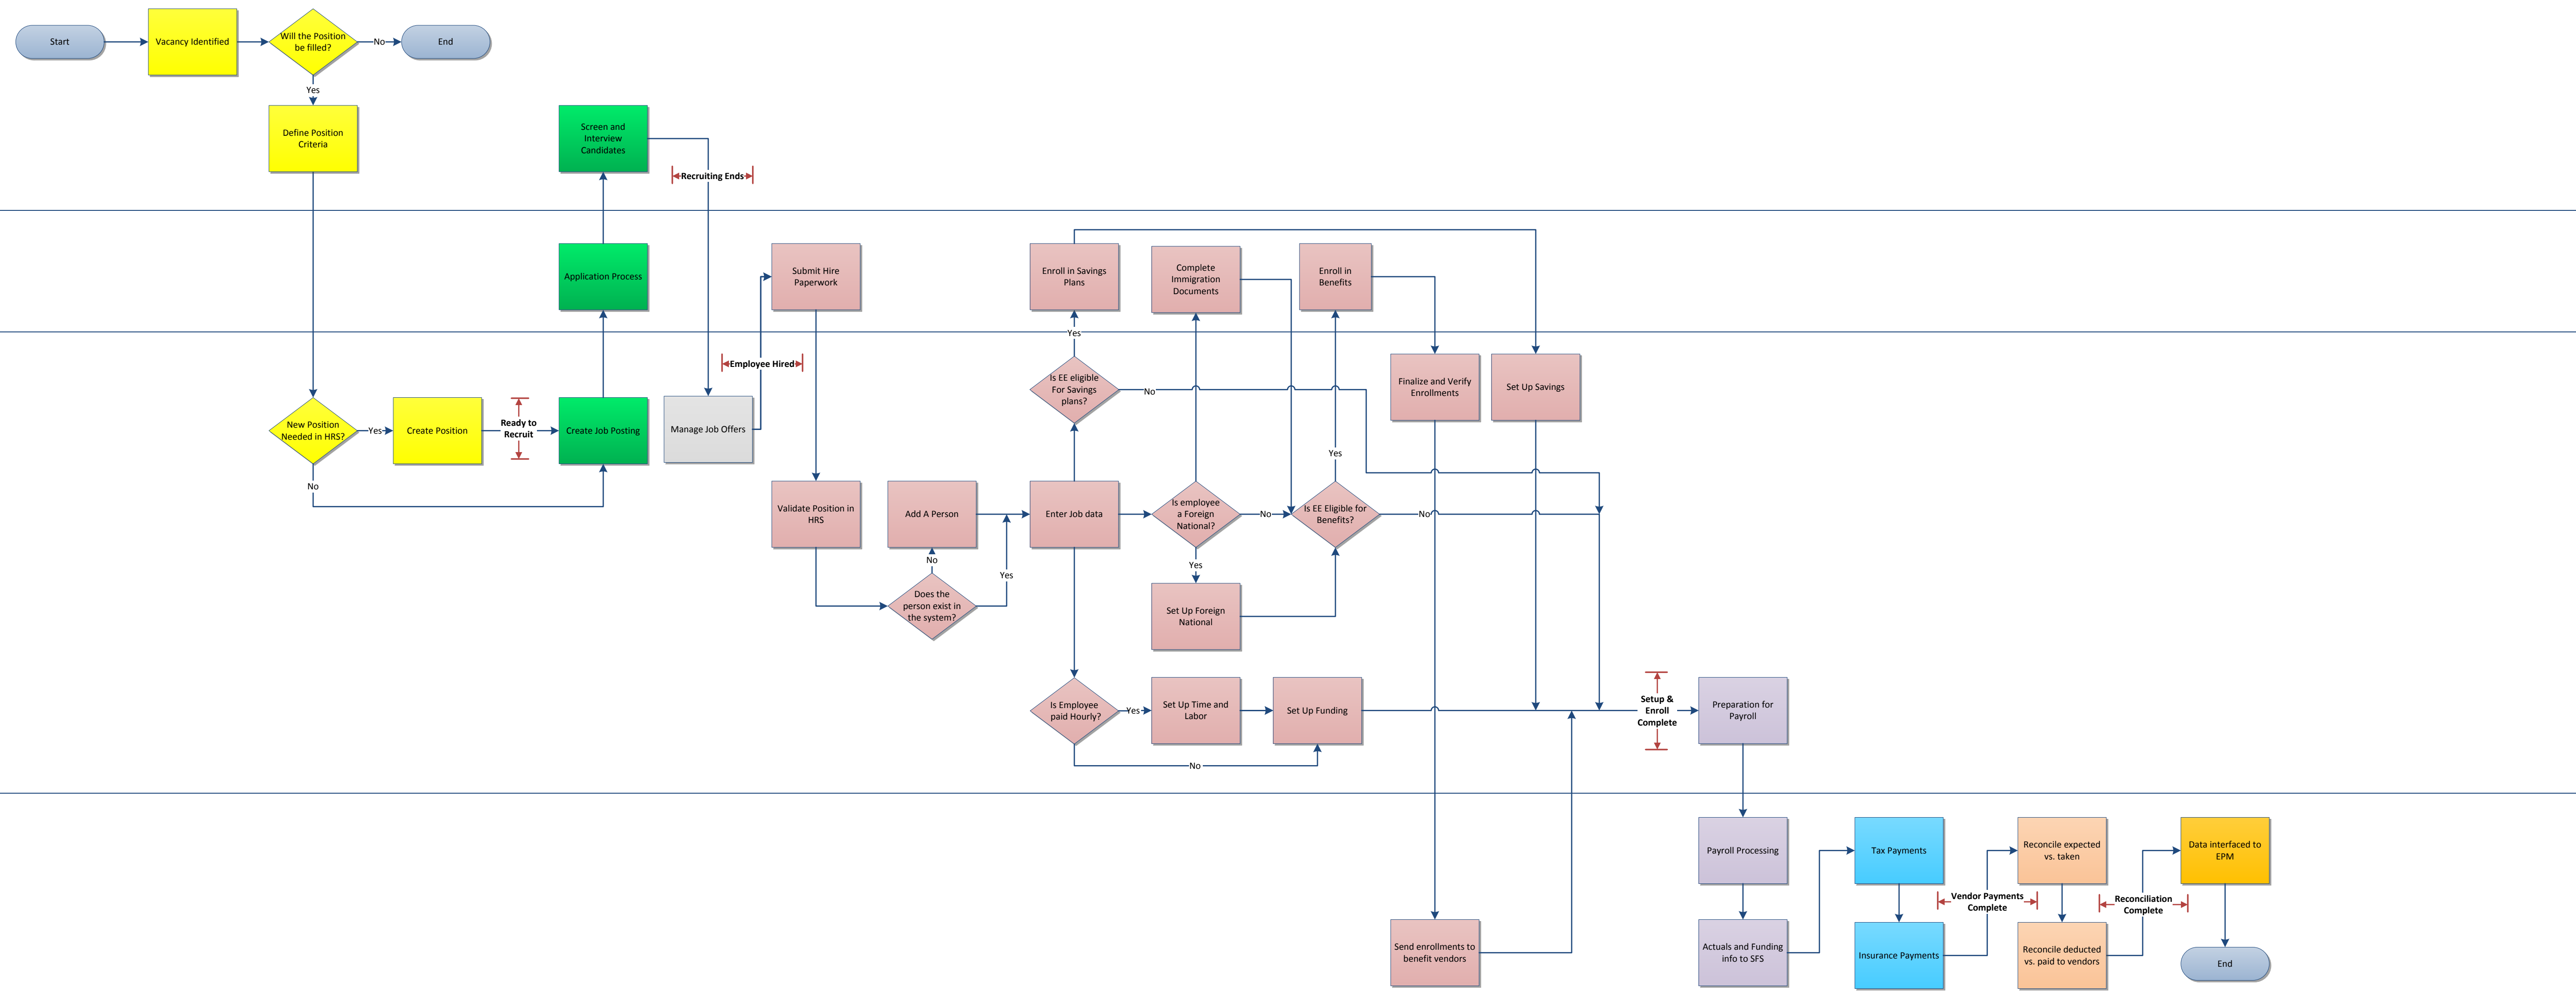 Start
Vacancy Identified
Will the Position
be filled?
No
End
Yes
Define Position
Criteria
Screen and
Interview
Candidates
Recruiting Ends
Application Process
Submit Hire
Paperwork
Enroll in Savings
Plans
Complete
Immigration
Documents
Enroll in
Benefits
Yes
Employee Hired
Is EE eligible
For Savings
plans?
No
Finalize and Verify
Enrollments
Set Up Savings
New Position
Needed in HRS?
Yes
Create Position
Ready to
Recruit
Create Job Posting
Manage Job Offers
Yes
No
Validate Position in
HRS
Add A Person
Enter Job data
Is employee
a Foreign
National?
No
Is EE Eligible for
Benefits?
No
No
Yes
Yes
Does the
person exist in
the system?
Set Up Foreign
National
Is Employee
paid Hourly?
Yes
Set Up Time and
Labor
Set Up Funding
Setup &
Enroll
Complete
Preparation for
Payroll
No
Payroll Processing
Tax Payments
Reconcile expected
vs. taken
Data interfaced to
EPM
Vendor Payments
Complete
Reconciliation
Complete
Send enrollments to
benefit vendors
Actuals and Funding
info to SFS
Insurance Payments
Reconcile deducted
vs. paid to vendors
End